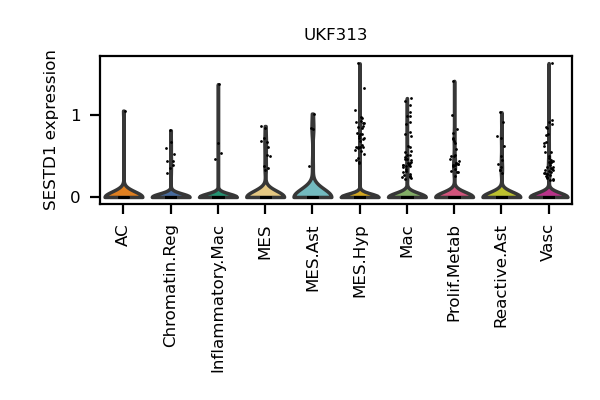 UKF313
SESTD1 expression
1
0
AC
Chromatin.Reg
Inflammatory.Mac
MES
MES.Ast
MES.Hyp
Mac
Prolif.Metab
Reactive.Ast
Vasc